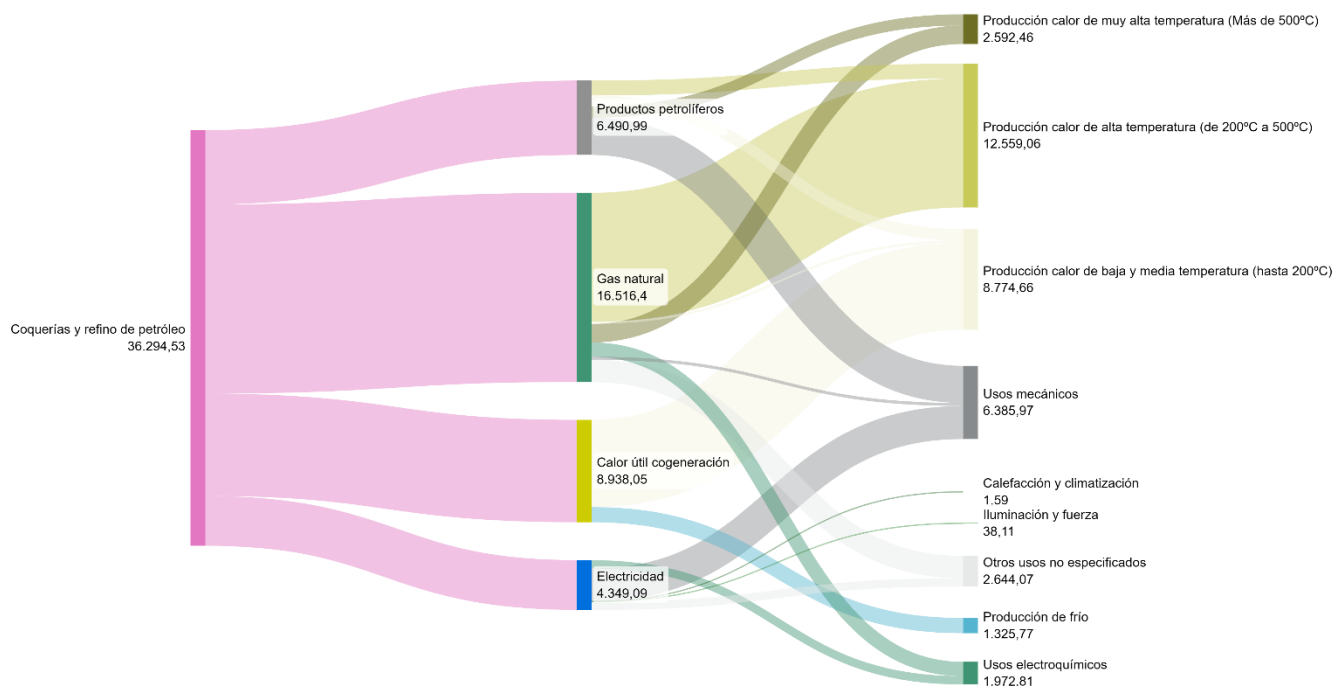 Coquerías y refino de petróleo
36.294,53
Productos petrolíferos
6.490,99
Gas natural
16.516,4
Calor útil cogeneración
8.938,05
Electricidad
4.349,09
Producción calor de muy alta temperatura (Más de 500ºC)
2.592,46
Producción calor de alta temperatura (de 200ºC a 500ºC)
12.559,06
Producción calor de baja y media temperatura (hasta 200ºC)
8.774,66
Usos mecánicos
6.385,97
Calefacción y climatización
1.59
Iluminación y fuerza
38,11
Otros usos no especificados
2.644,07
Producción de frío
1.325,77
Usos electroquímicos
1.972.81